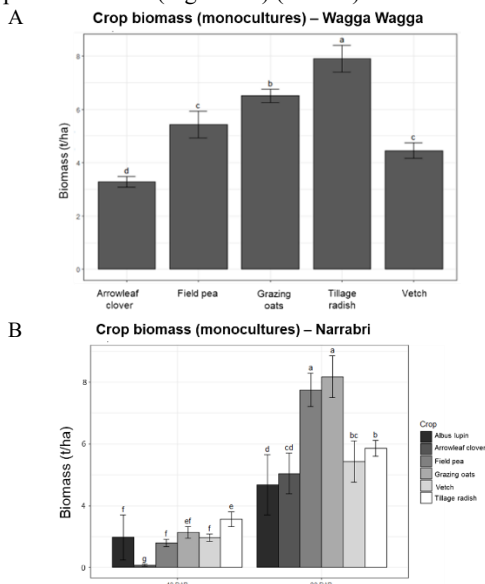 A
Crop biomass (monocultures) – Wagga Wagga
Biomass (t/ha)
8
6
4
2
0
d
c
b
a
c
Arrowleaf clover
Field pea
Grazing oats
Tillage radish
Vetch
B
Crop biomass (monocultures) – Narrabri
Biomass (t/ha)
8
6
4
0
f
g
f
ef
f
e
d
cd
a
a
bc
b
Crop
Albus lupin
Arrowleaf clover
Field pea
Grazing oats
Vetch
Tillage radish